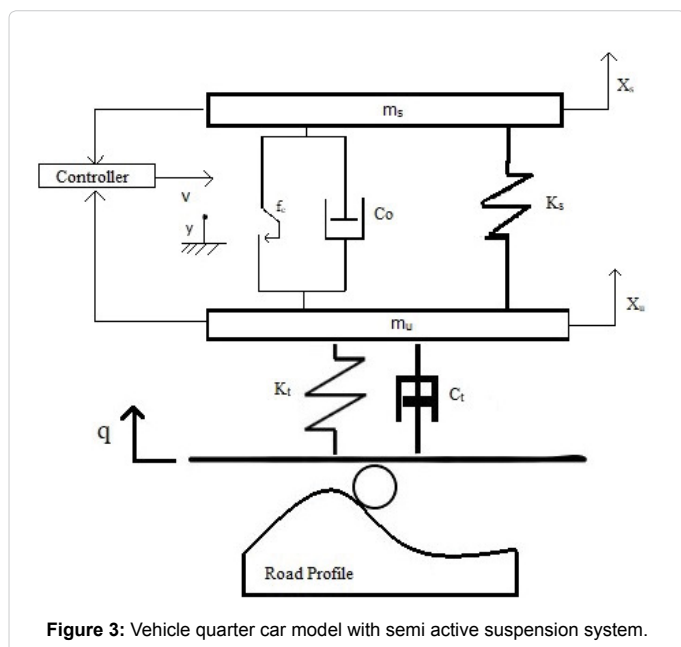 Xₛ
mₛ
Controller
V
y
f꜀
Co
Kₛ
Xᵤ
mᵤ
Kₜ
Cₜ
q
Road Profile
Figure 3: Vehicle quarter car model with semi active suspension system.